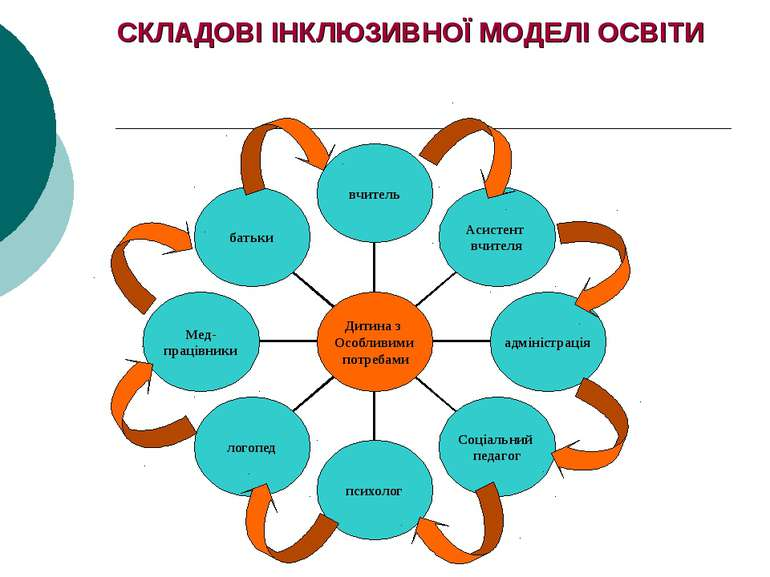 СКЛАДОВІ ІНКЛЮЗИВНОЇ МОДЕЛІ ОСВІТИ
вчитель
Асистент
вчителя
адміністрація
Соціальний
педагог
психолог
логопед
Мед-
працівники
батьки
Дитина з
Особливими
потребами